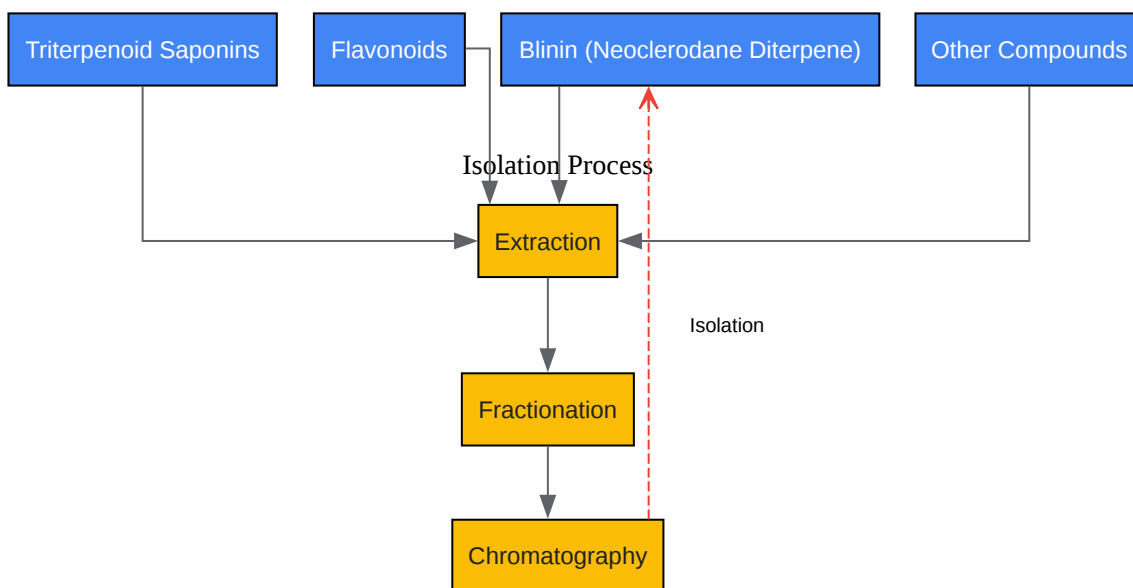 Triterpenoid Saponins
Flavonoids
Blinin (Neoclerodane Diterpene)
Other Compounds
Isolation Process
Extraction
Isolation
Fractionation
Chromatography